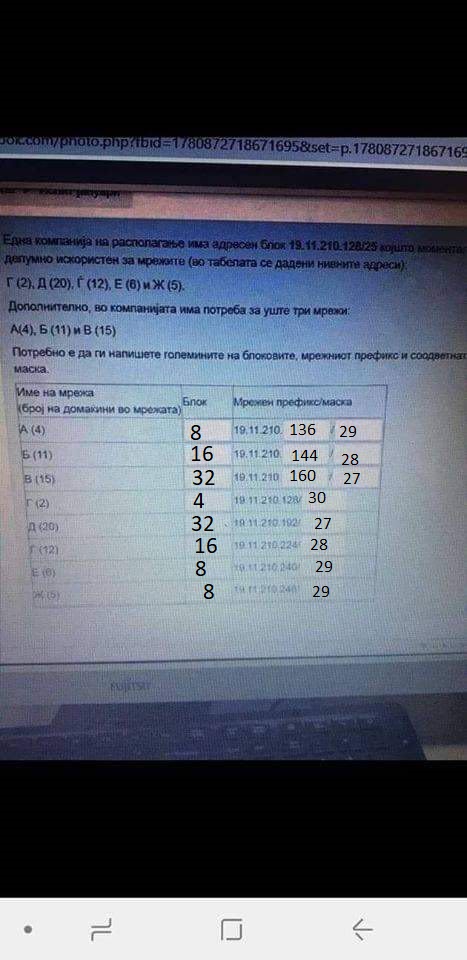 ook.com/photo.php?fbid=1780872718671695&set=p.178087271867169
Една компанија на располагање има адресен блок 19.11.210.128/25 којшто моментал
делумно искористен за мрежите (во табелата се дадени нивните адреси):
Г (2), Д (20), Ѓ (12), Е (6) и Ж (5).
Дополнително, во компанијата има потреба за уште три мрежи:
А(4), Б (11) и В (15)
Потребно е да ги напишете големините на блоковите, мрежниот префикс и соодветнат
маска.
Име на мрежа
(број на домаќини во мрежата) Блок Мрежен префикс/маска
А (4) 8 19.11.210. 136 / 29
Б (11) 16 19.11.210. 144 / 28
В (15) 32 19.11.210. 160 / 27
Г (2) 4 19.11.210.128/ 30
Д (20) 32 19.11.210.192/ 27
Ѓ (12) 16 19.11.210.224/ 28
Е (6) 8 19.11.210.240/ 29
Ж (5) 8 19.11.210.248/ 29
FUJITSU